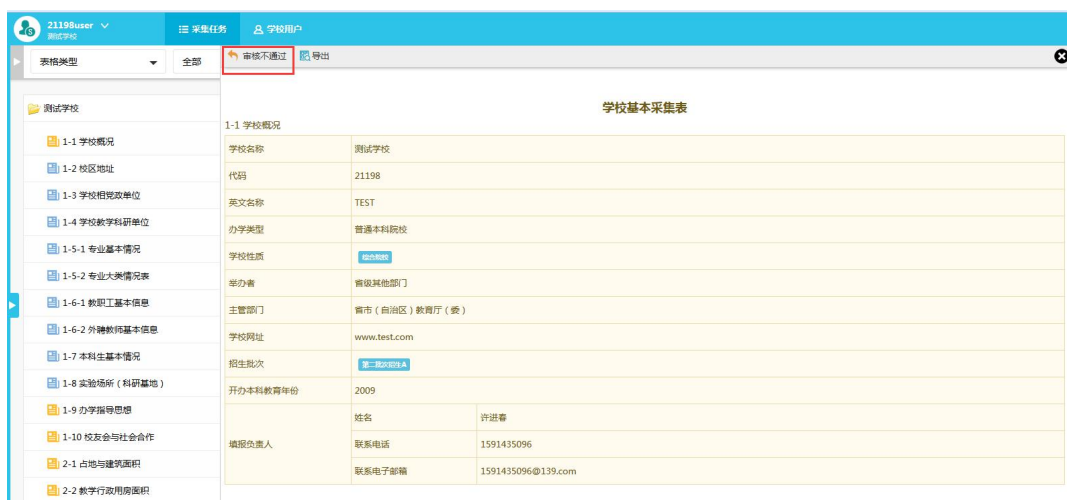 21198user
测试学校
采集任务
学校用户
表格类型
全部
审核不通过
导出
测试学校
1-1 学校概况
1-2 校区地址
1-3 学校相党政单位
1-4 学校教学科研单位
1-5-1 专业基本情况
1-5-2 专业大类情况表
1-6-1 教职工基本信息
1-6-2 外聘教师基本信息
1-7 本科生基本情况
1-8 实验场所（科研基地）
1-9 办学指导思想
1-10 校友会与社会合作
2-1 占地与建筑面积
2-2 教学行政用房面积
学校基本采集表
1-1 学校概况
学校名称 测试学校
代码 21198
英文名称 TEST
办学类型 普通本科院校
学校性质 综合院校
举办者 省级其他部门
主管部门 省市（自治区）教育厅（委）
学校网址 www.test.com
招生批次 第二批次招生A
开办本科教育年份 2009
填报负责人
姓名 许进春
联系电话 1591435096
联系电子邮箱 1591435096@139.com